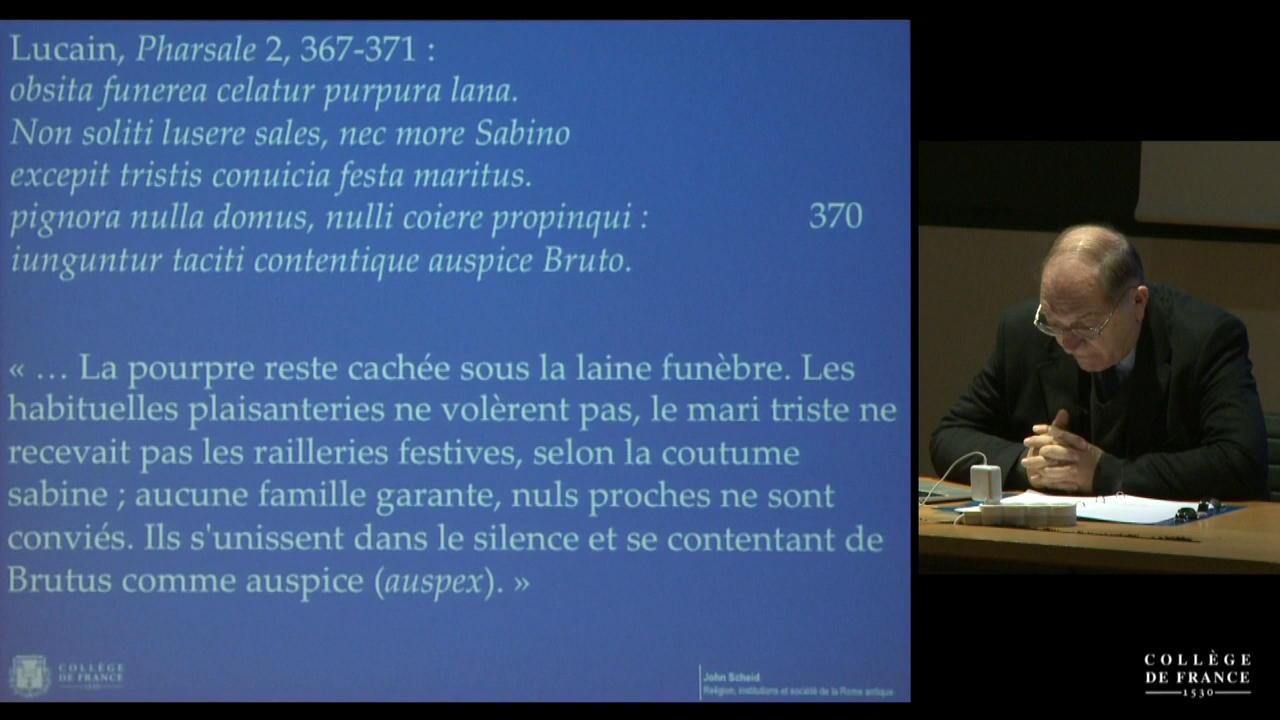 Lucain, Pharsale 2, 367-371 :
obsita funerea celatur purpura lana.
Non soliti lusere sales, nec more Sabino
excepit tristis conuicia festa maritus.
pignora nulla domus, nulli coiere propinqui : 370
iunguntur taciti contentique auspice Bruto.
« … La pourpre reste cachée sous la laine funèbre. Les
habituelles plaisanteries ne volèrent pas, le mari triste ne
recevait pas les railleries festives, selon la coutume
sabine ; aucune famille garante, nuls proches ne sont
conviés. Ils s'unissent dans le silence et se contentant de
Brutus comme auspice (auspex). »
COLLÈGE
DE FRANCE
1530
John Scheid
Religion, institutions et société de la Rome antique
COLLÈGE
DE FRANCE
1530